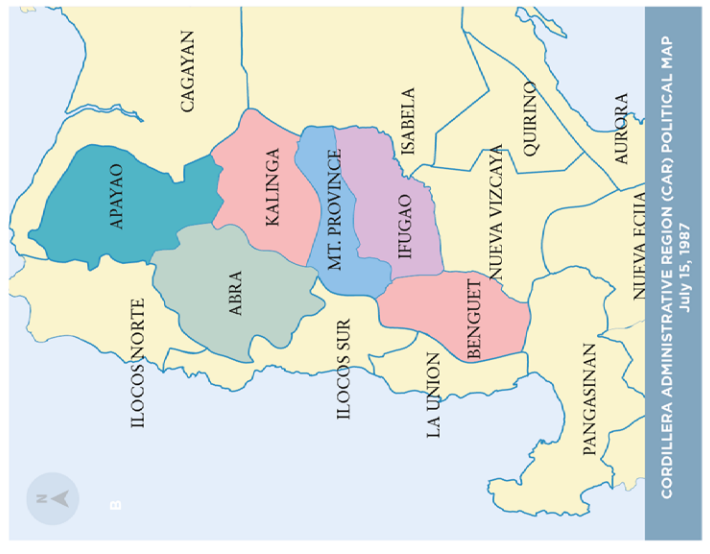 N
B
APAYAO
ILOCOS NORTE
CAGAYAN
ABRA
KALINGA
MT. PROVINCE
ILOCOS SUR
IFUGAO
ISABELA
LA UNION
BENGUET
NUEVA VIZCAYA
QUIRINO
PANGASINAN
AURORA
NUEVA ECIJA
CORDILLERA ADMINISTRATIVE REGION (CAR) POLITICAL MAP
July 15, 1987